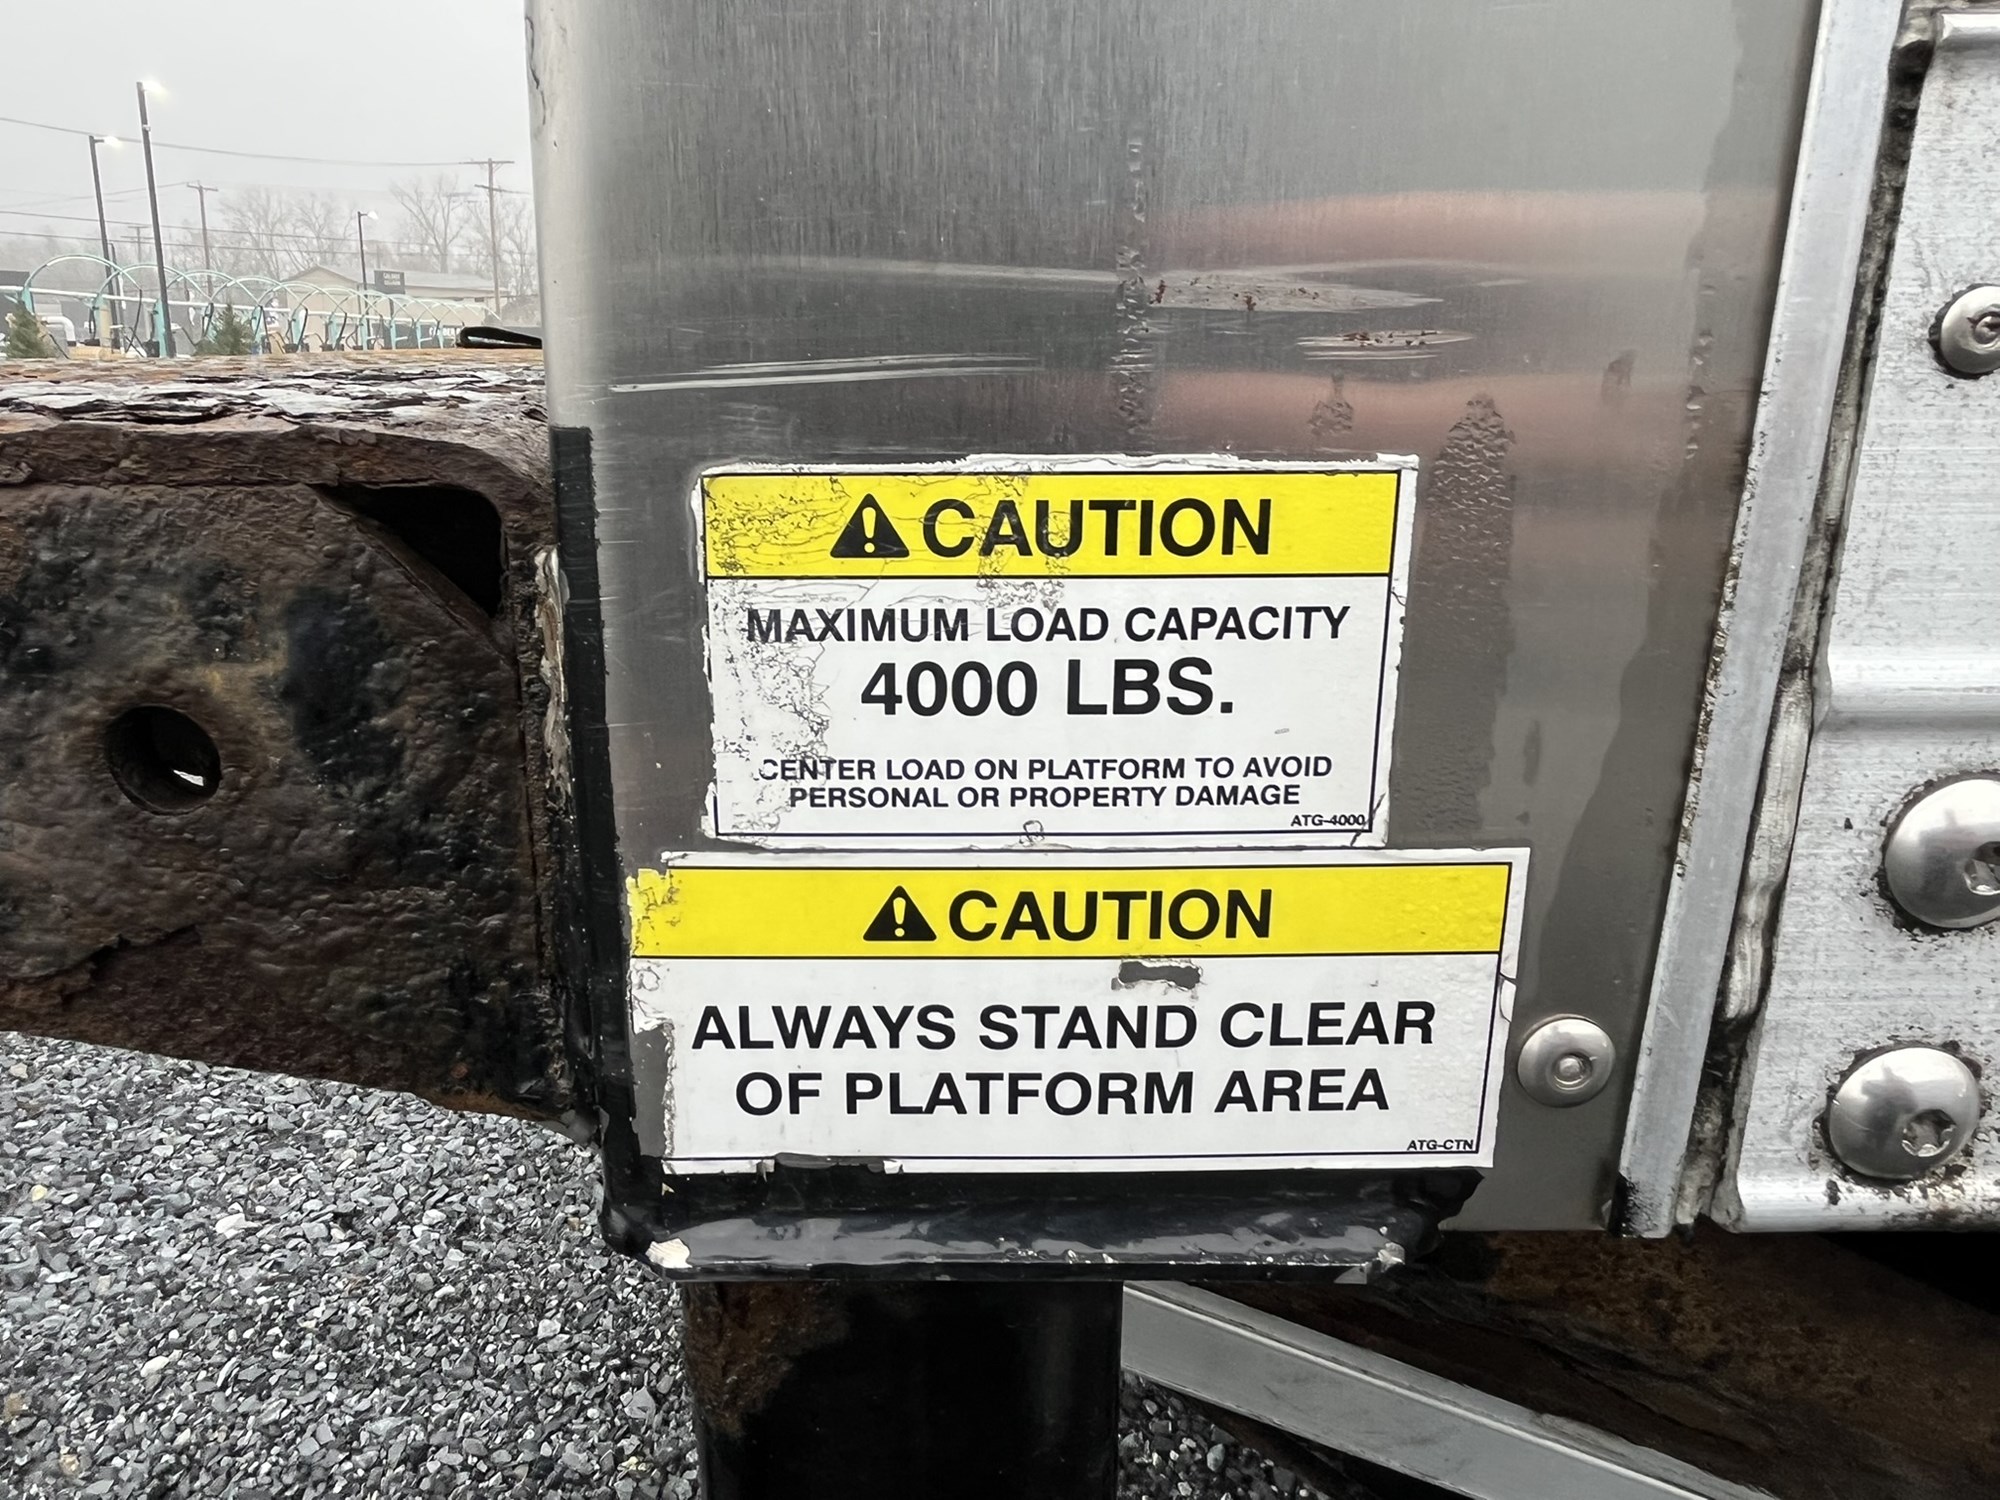 CAUTION
MAXIMUM LOAD CAPACITY
4000 LBS.
CENTER LOAD ON PLATFORM TO AVOID
PERSONAL OR PROPERTY DAMAGE
ATG-4000
CAUTION
ALWAYS STAND CLEAR
OF PLATFORM AREA
ATG-CTN